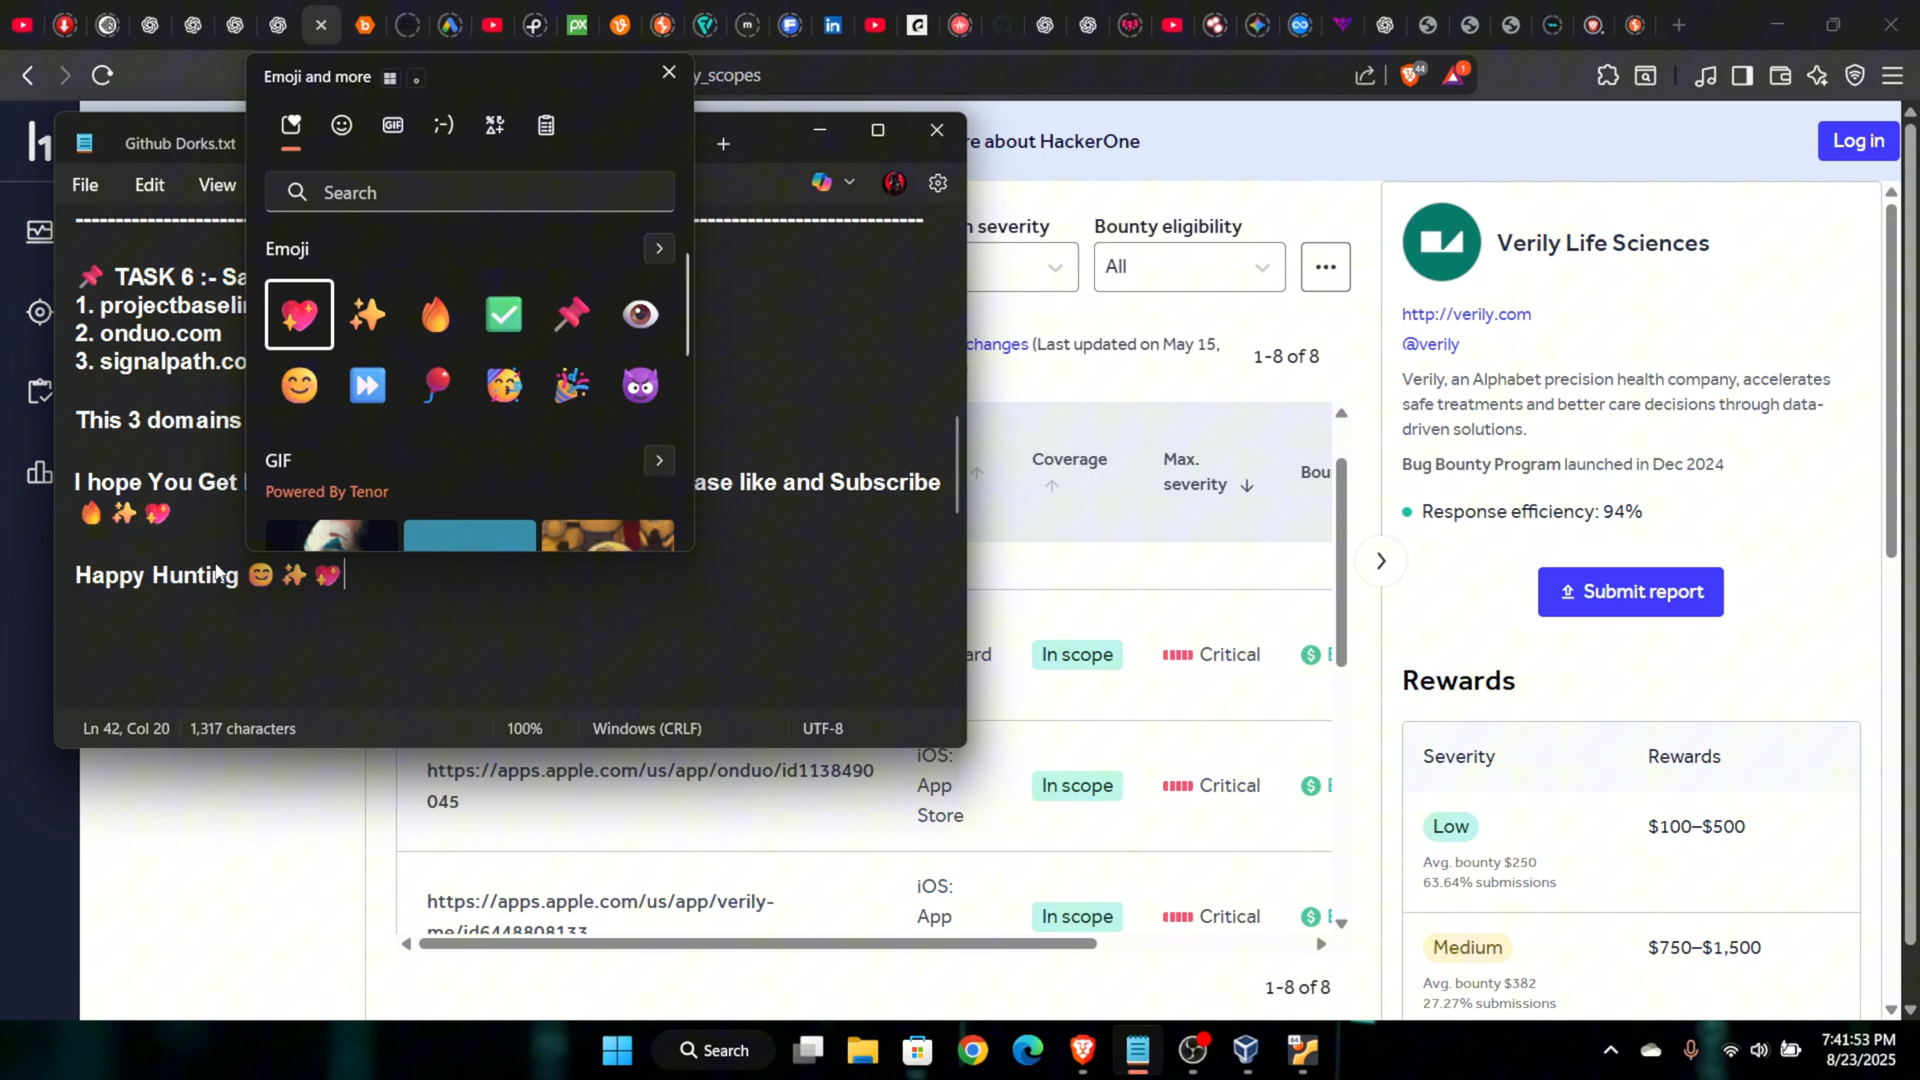 y_scopes
Emoji and more
Github Dorks.txt
re about HackerOne
Log in
File Edit View
Search
n severity
Bounty eligibility
All
Verily Life Sciences
Emoji
📌 TASK 6 :- Sa
1. projectbaseli
2. onduo.com
3. signalpath.co
http://verily.com
@verily
changes (Last updated on May 15,
1-8 of 8
Verily, an Alphabet precision health company, accelerates
safe treatments and better care decisions through data-
driven solutions.
Bug Bounty Program launched in Dec 2024
This 3 domains
GIF
Powered By Tenor
I hope You Get
ase like and Subscribe
🔥 ✨ 💖
Coverage
Max.
severity
Bou
Response efficiency: 94%
Happy Hunting 😊 ✨ 💖
Submit report
ard
In scope
Critical
Rewards
Ln 42, Col 20
1,317 characters
100%
Windows (CRLF)
UTF-8
Severity
Rewards
https://apps.apple.com/us/app/onduo/id1138490
045
iOS:
App
Store
In scope
Critical
Low
$100–$500
Avg. bounty $250
63.64% submissions
https://apps.apple.com/us/app/verily-
me/id6448808133
iOS:
App
In scope
Critical
Medium
$750–$1,500
Avg. bounty $382
27.27% submissions
1-8 of 8
Search
7:41:53 PM
8/23/2025
44
1